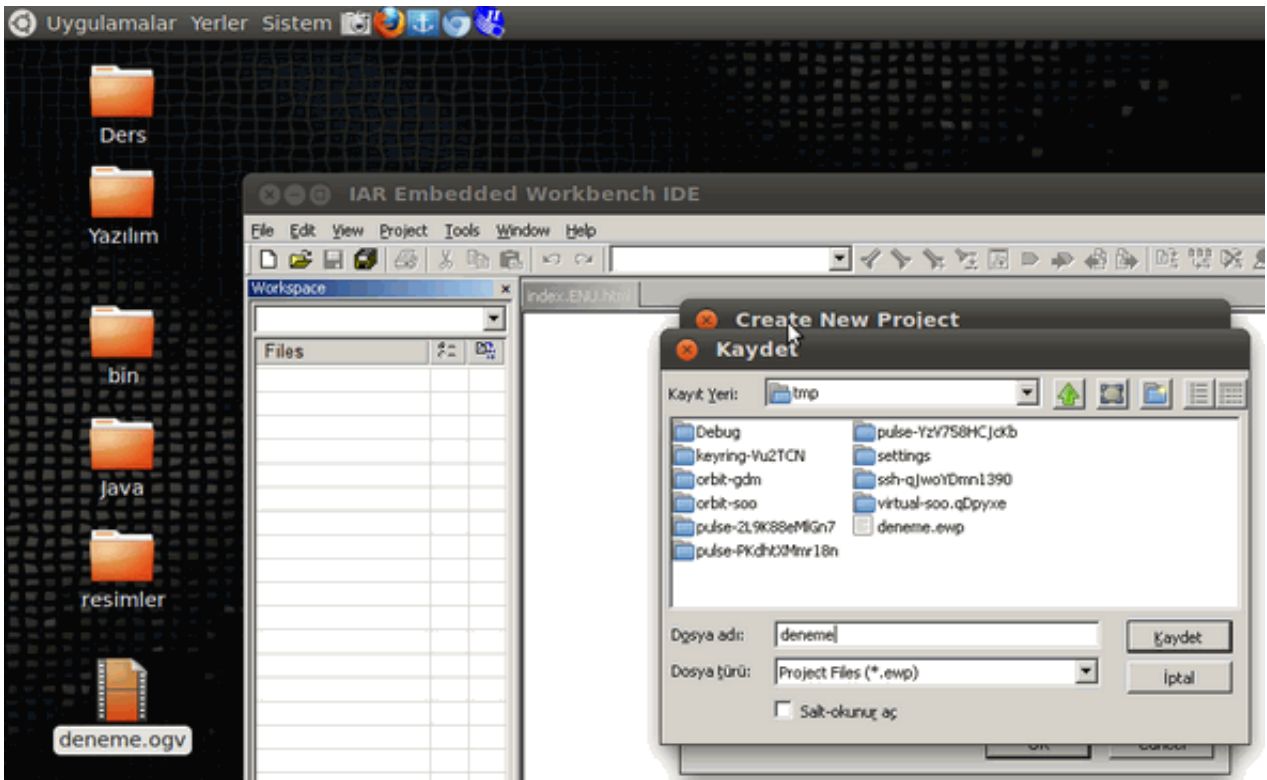 Uygulamalar Yerler Sistem
Ders
Yazılım
bin
Java
resimler
deneme.ogv
IAR Embedded Workbench IDE
File Edit View Project Tools Window Help
Workspace
index.ENU.html
Files
Create New Project
Kaydet
Kayıt Yeri: tmp
Debug
keyring-Vu2TCN
orbit-gdm
orbit-soo
pulse-2L9K88eMlGn7
pulse-PKdhtXMmr18n
pulse-YzV7S8HCJcKb
settings
ssh-qJwoYDmn1390
virtual-soo.qDpyxe
deneme.ewp
Dosya adı: deneme
Kaydet
Dosya türü: Project Files (*.ewp)
İptal
Salt-okunur aç
OK Cancel